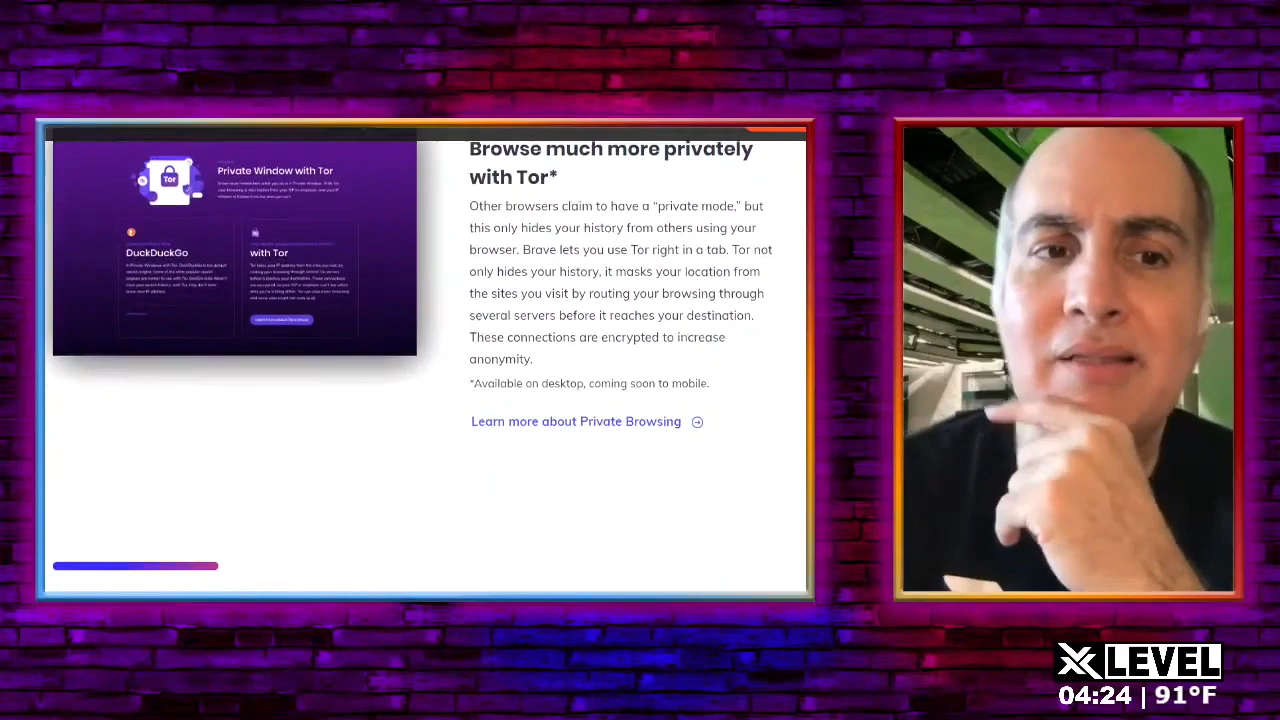 Browse much more privately
with Tor*
Other browsers claim to have a “private mode,” but
this only hides your history from others using your
browser. Brave lets you use Tor right in a tab. Tor not
only hides your history, it masks your location from
the sites you visit by routing your browsing through
several servers before it reaches your destination.
These connections are encrypted to increase
anonymity.
*Available on desktop, coming soon to mobile.
Learn more about Private Browsing
Private Window with Tor
Tor
DuckDuckGo
with Tor
X LEVEL
04:24 | 91°F